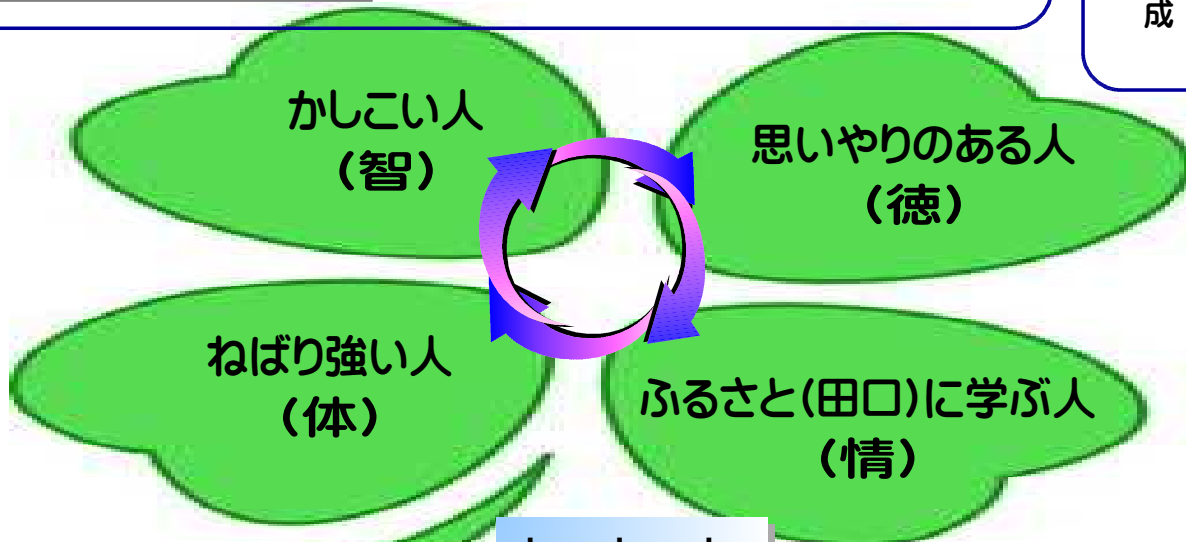 成
かしこい人
（智）
思いやりのある人
（徳）
ねばり強い人
（体）
ふるさと(田口)に学ぶ人
（情）